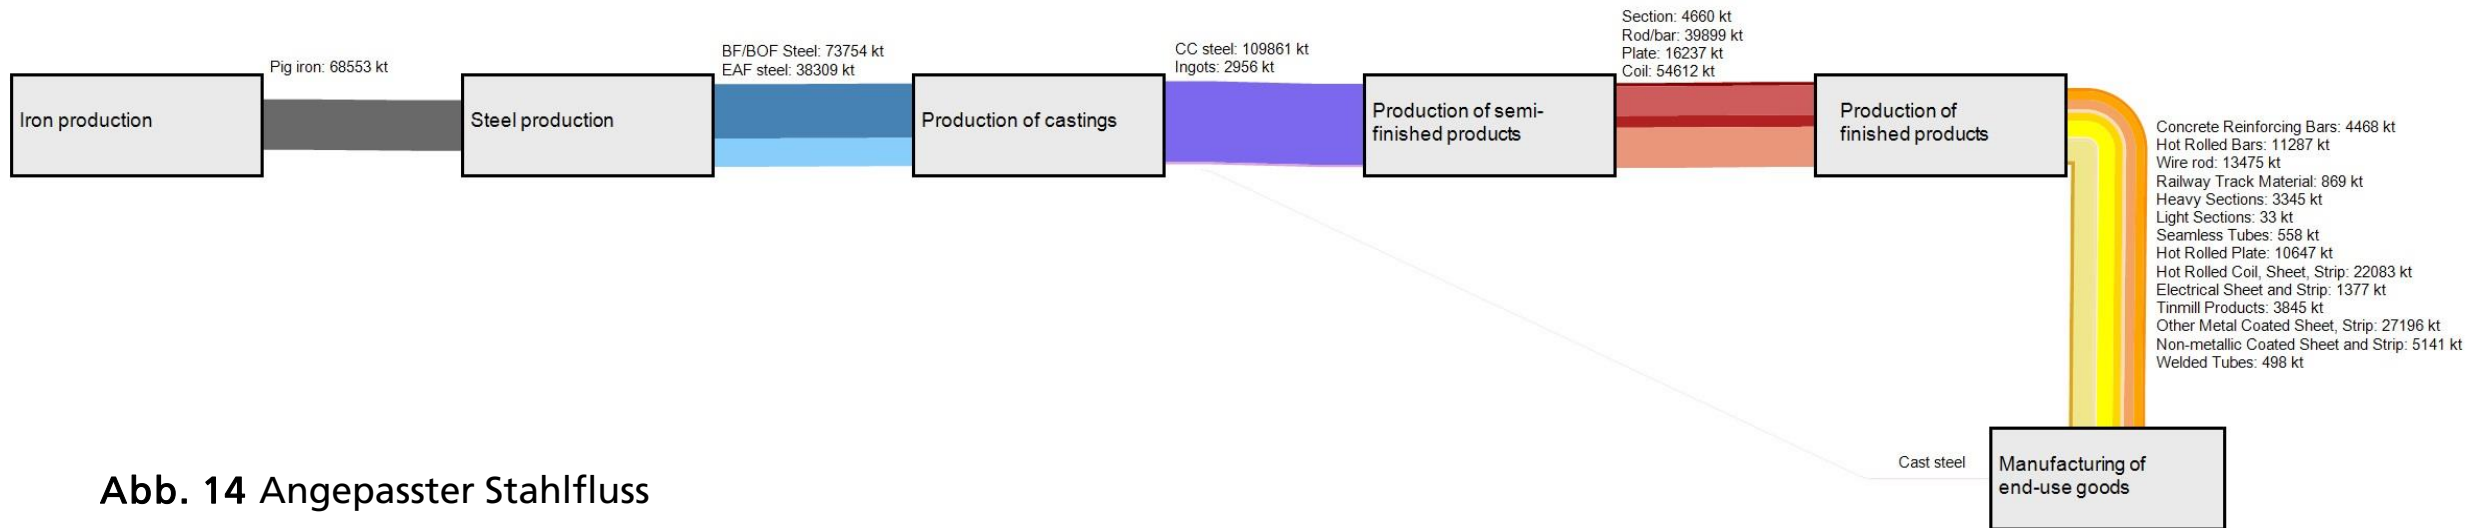 Iron production
Pig iron: 68553 kt
Steel production
BF/BOF Steel: 73754 kt
EAF steel: 38309 kt
Production of castings
CC steel: 109861 kt
Ingots: 2956 kt
Production of semi-
finished products
Section: 4660 kt
Rod/bar: 39899 kt
Plate: 16237 kt
Coil: 54612 kt
Production of
finished products
Concrete Reinforcing Bars: 4468 kt
Hot Rolled Bars: 11287 kt
Wire rod: 13475 kt
Railway Track Material: 869 kt
Heavy Sections: 3345 kt
Light Sections: 33 kt
Seamless Tubes: 558 kt
Hot Rolled Plate: 10647 kt
Hot Rolled Coil, Sheet, Strip: 22083 kt
Electrical Sheet and Strip: 1377 kt
Tinmill Products: 3845 kt
Other Metal Coated Sheet, Strip: 27196 kt
Non-metallic Coated Sheet and Strip: 5141 kt
Welded Tubes: 498 kt
Cast steel
Manufacturing of
end-use goods
Abb. 14 Angepasster Stahlfluss